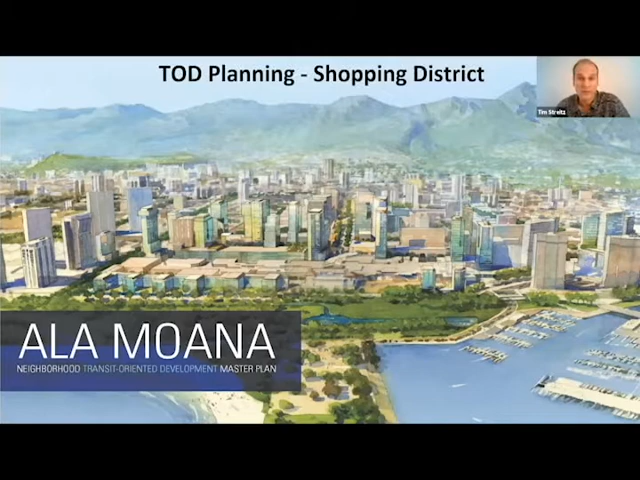 TOD Planning - Shopping District
Tim Streitz
ALA MOANA
NEIGHBORHOOD TRANSIT-ORIENTED DEVELOPMENT MASTER PLAN